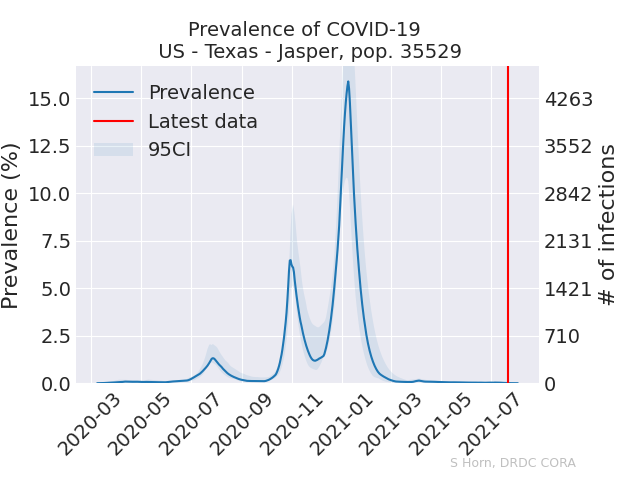 Prevalence of COVID-19
US - Texas - Jasper, pop. 35529
Prevalence
Latest data
95CI
Prevalence (%)
15.0
12.5
10.0
7.5
5.0
2.5
0.0
4263
3552
2842
2131
1421
710
0
# of infections
2020-03
2020-05
2020-07
2020-09
2020-11
2021-01
2021-03
2021-05
2021-07
S Horn, DRDC CORA